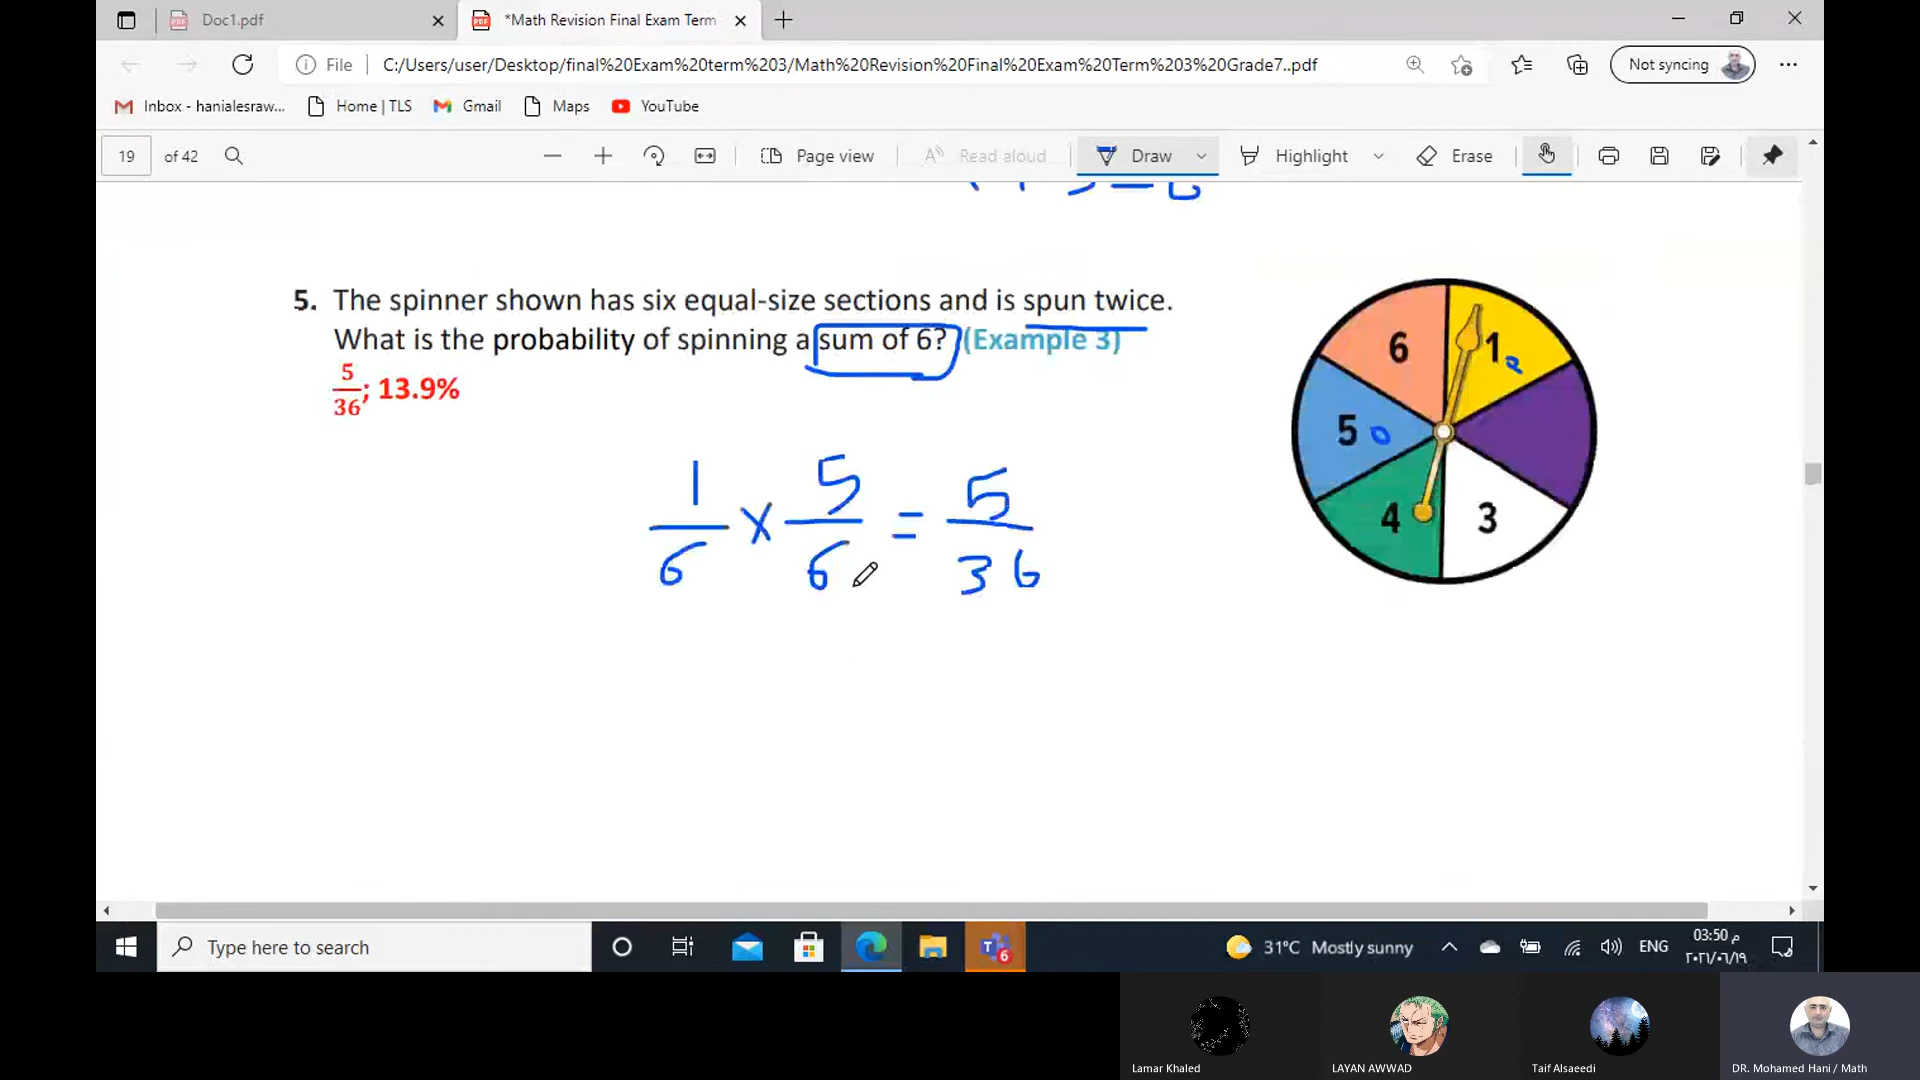 Doc1.pdf
*Math Revision Final Exam Term
File
C:/Users/user/Desktop/final%20Exam%20term%203/Math%20Revision%20Final%20Exam%20Term%203%20Grade7..pdf
Not syncing
Inbox - hanialesraw...
Home | TLS
Gmail
Maps
YouTube
19 of 42
Page view
Read aloud
Draw
Highlight
Erase
5. The spinner shown has six equal-size sections and is spun twice.
What is the probability of spinning a sum of 6? (Example 3)
5/36; 13.9%
1/6 x 5/6 = 5/36
6
1
5
4
3
Type here to search
6
31°C Mostly sunny
ENG
03:50 م
٢٠٢١/٠٦/١٩
Lamar Khaled
LAYAN AWWAD
Taif Alsaeedi
DR. Mohamed Hani / Math